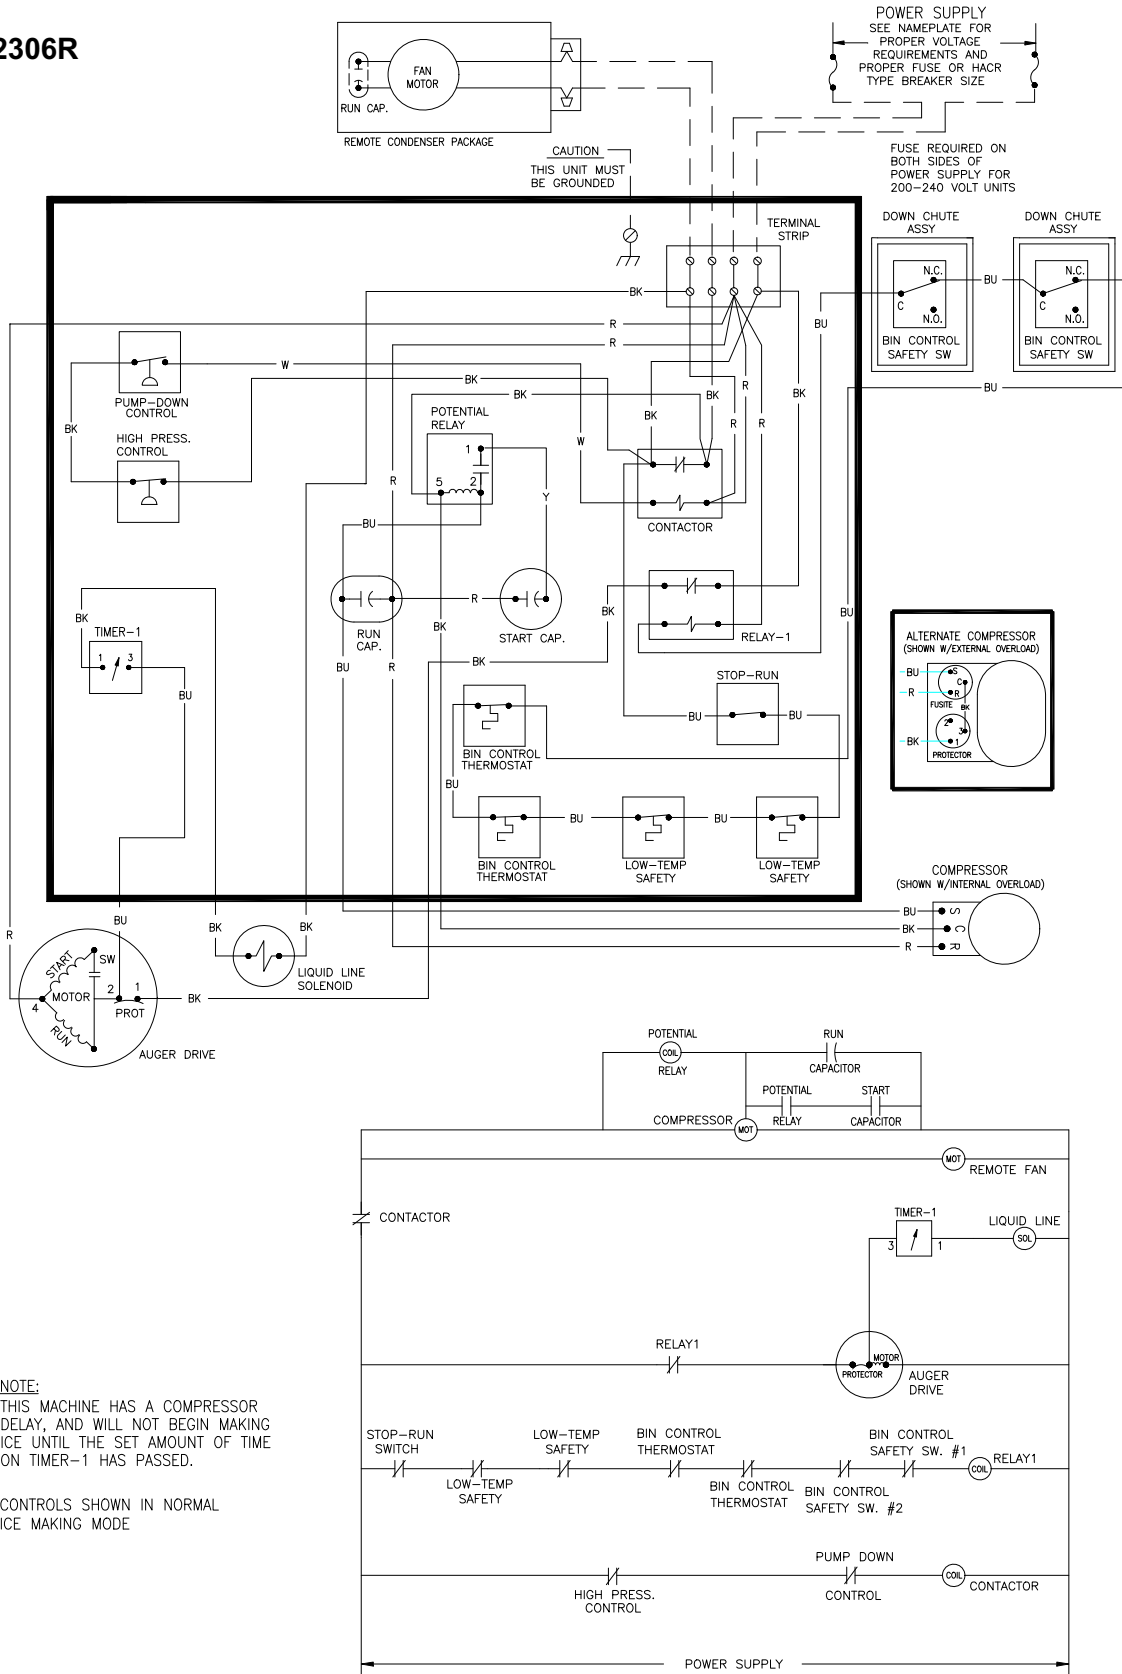 2306R
POWER SUPPLY
SEE NAMEPLATE FOR
PROPER VOLTAGE
REQUIREMENTS AND
PROPER FUSE OR HACR
TYPE BREAKER SIZE
FAN
MOTOR
RUN CAP.
REMOTE CONDENSER PACKAGE
CAUTION
THIS UNIT MUST
BE GROUNDED
FUSE REQUIRED ON
BOTH SIDES OF
POWER SUPPLY FOR
200-240 VOLT UNITS
TERMINAL
STRIP
DOWN CHUTE
ASSY
DOWN CHUTE
ASSY
N.C.
C
N.O.
BU
N.C.
C
N.O.
BIN CONTROL
SAFETY SW
BIN CONTROL
SAFETY SW
BU
BK
R
R
BU
W
BK
BK
R
BK
BK
BK
R
R
PUMP-DOWN
CONTROL
POTENTIAL
RELAY
1
5
2
BK
HIGH PRESS.
CONTROL
W
R
Y
BU
CONTACTOR
R
RUN
CAP.
START CAP.
BK
RELAY-1
BU
BK
TIMER-1
1
3
BU
BK
BU
R
BK
STOP-RUN
BU
BU
BIN CONTROL
THERMOSTAT
BU
BU
BU
BIN CONTROL
THERMOSTAT
LOW-TEMP
SAFETY
LOW-TEMP
SAFETY
ALTERNATE COMPRESSOR
(SHOWN W/EXTERNAL OVERLOAD)
BU
S
C
R
R
FUSITE
BK
2
3
BK
1
PROTECTOR
COMPRESSOR
(SHOWN W/INTERNAL OVERLOAD)
BU
S
BK
C
R
R
R
BU
BK
BK
START
SW
MOTOR
2
1
4
PROT
RUN
BK
LIQUID LINE
SOLENOID
AUGER DRIVE
POTENTIAL
COIL
RELAY
RUN
CAPACITOR
POTENTIAL
RELAY
START
CAPACITOR
COMPRESSOR
MOT
MOT
REMOTE FAN
CONTACTOR
TIMER-1
3
1
LIQUID LINE
SOL
RELAY1
MOTOR
PROTECTOR
AUGER
DRIVE
NOTE:
THIS MACHINE HAS A COMPRESSOR
DELAY, AND WILL NOT BEGIN MAKING
ICE UNTIL THE SET AMOUNT OF TIME
ON TIMER-1 HAS PASSED.
CONTROLS SHOWN IN NORMAL
ICE MAKING MODE
STOP-RUN
SWITCH
LOW-TEMP
SAFETY
LOW-TEMP
SAFETY
BIN CONTROL
THERMOSTAT
BIN CONTROL
THERMOSTAT
BIN CONTROL
SAFETY SW. #2
BIN CONTROL
SAFETY SW. #1
COIL
RELAY1
HIGH PRESS.
CONTROL
PUMP DOWN
CONTROL
COIL
CONTACTOR
POWER SUPPLY